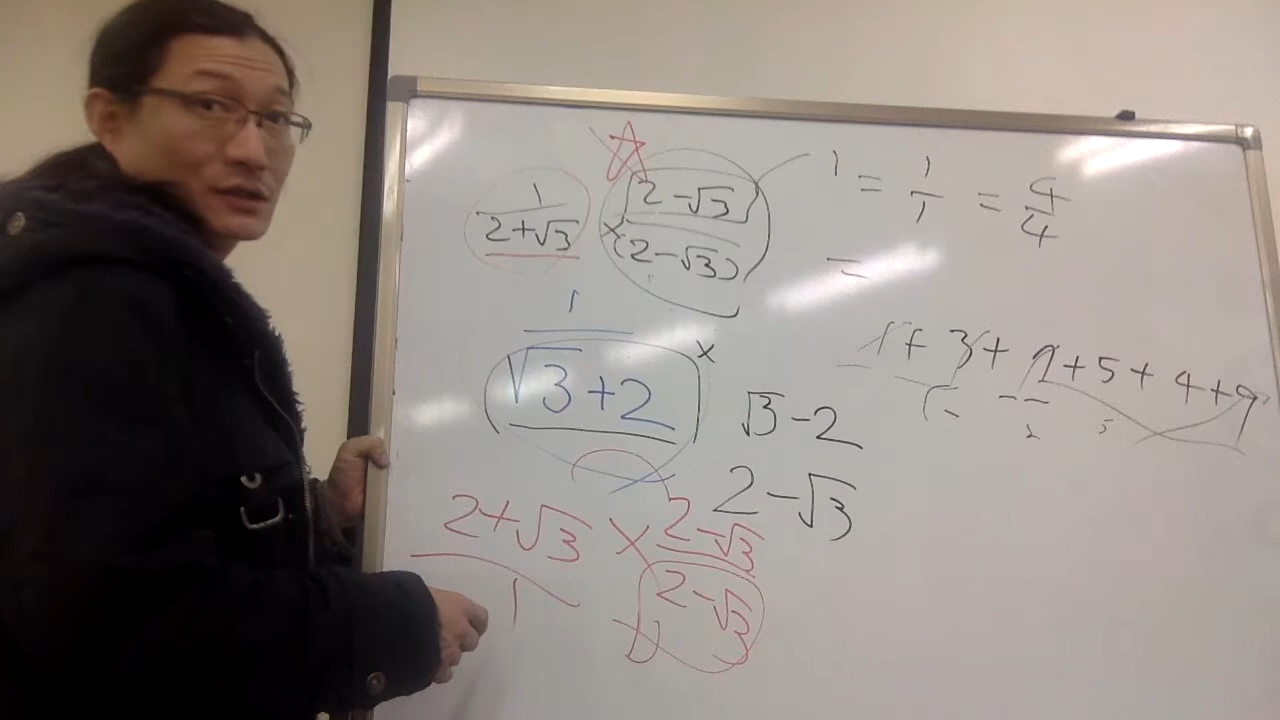 1/(2+√3) × (2-√3)/(2-√3) 1 = 1/1 = 4/4
=
1/(√3+2) ×
1+3+2+5+4+9
√3-2
2-√3
(2+√3)/1 × (2-√3)/(2-√3)